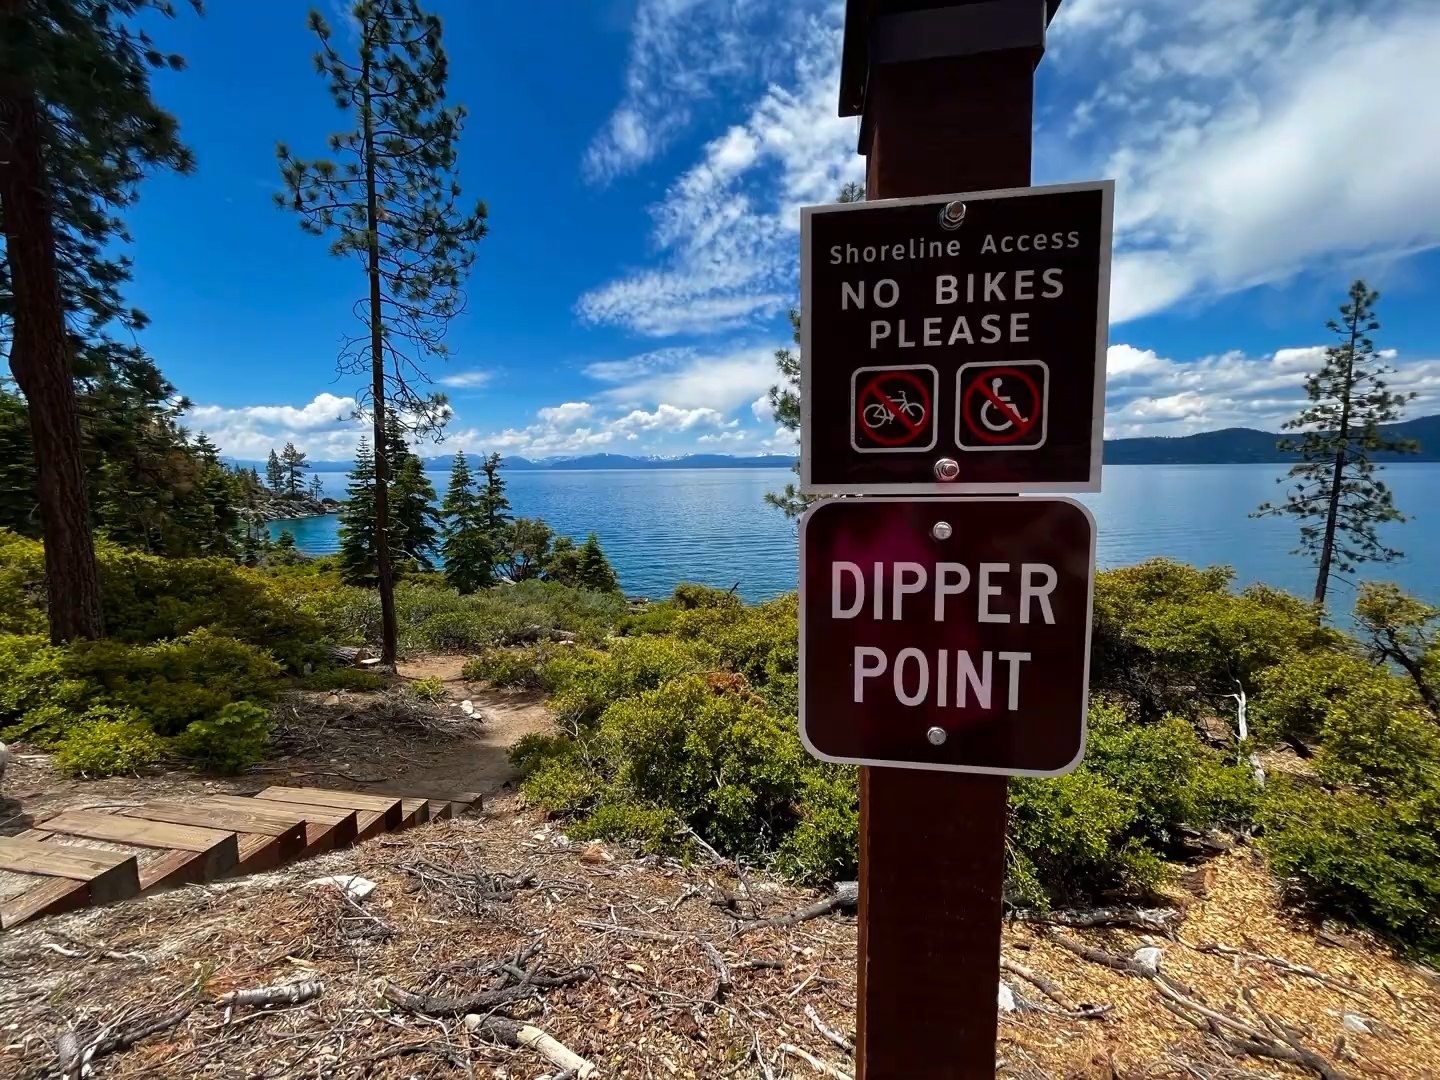 Shoreline Access
NO BIKES
PLEASE
DIPPER
POINT